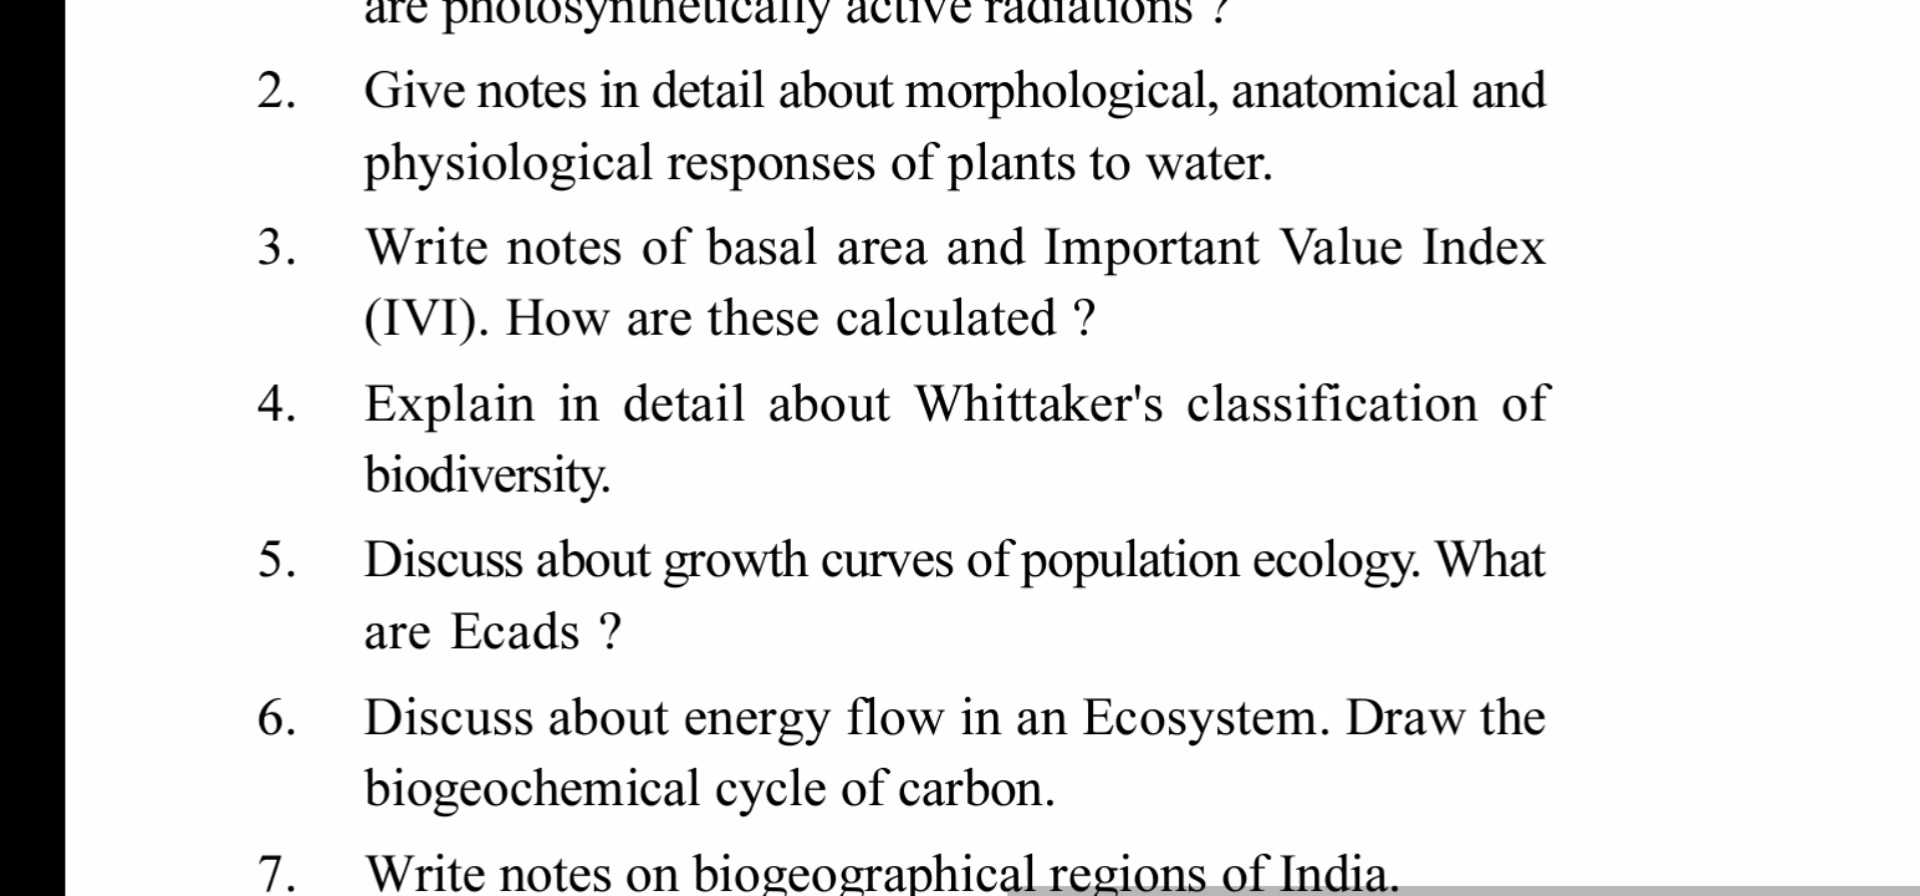 are photosynthetically active radiations ?
2. Give notes in detail about morphological, anatomical and
physiological responses of plants to water.
3. Write notes of basal area and Important Value Index
(IVI). How are these calculated ?
4. Explain in detail about Whittaker's classification of
biodiversity.
5. Discuss about growth curves of population ecology. What
are Ecads ?
6. Discuss about energy flow in an Ecosystem. Draw the
biogeochemical cycle of carbon.
7. Write notes on biogeographical regions of India.